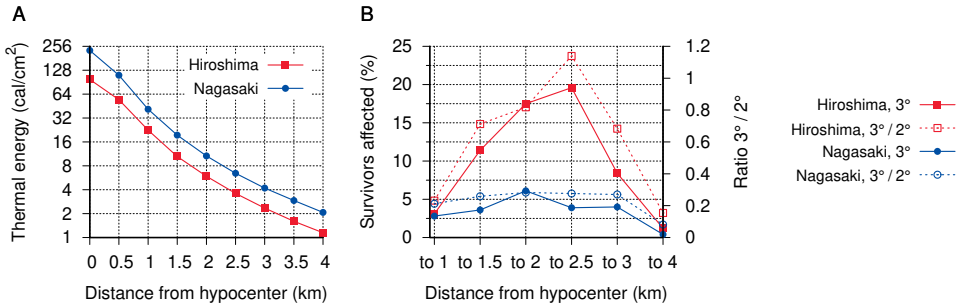 A
Thermal energy (cal/cm²)
256
128
64
32
16
8
4
2
1
Hiroshima
Nagasaki
0 0.5 1 1.5 2 2.5 3 3.5 4
Distance from hypocenter (km)
B
Survivors affected (%)
25
20
15
10
5
0
to 1 to 1.5 to 2 to 2.5 to 3 to 4
Distance from hypocenter (km)
1.2
1
0.8
0.6
0.4
0.2
0
Ratio 3° / 2°
Hiroshima, 3°
Hiroshima, 3° / 2°
Nagasaki, 3°
Nagasaki, 3° / 2°